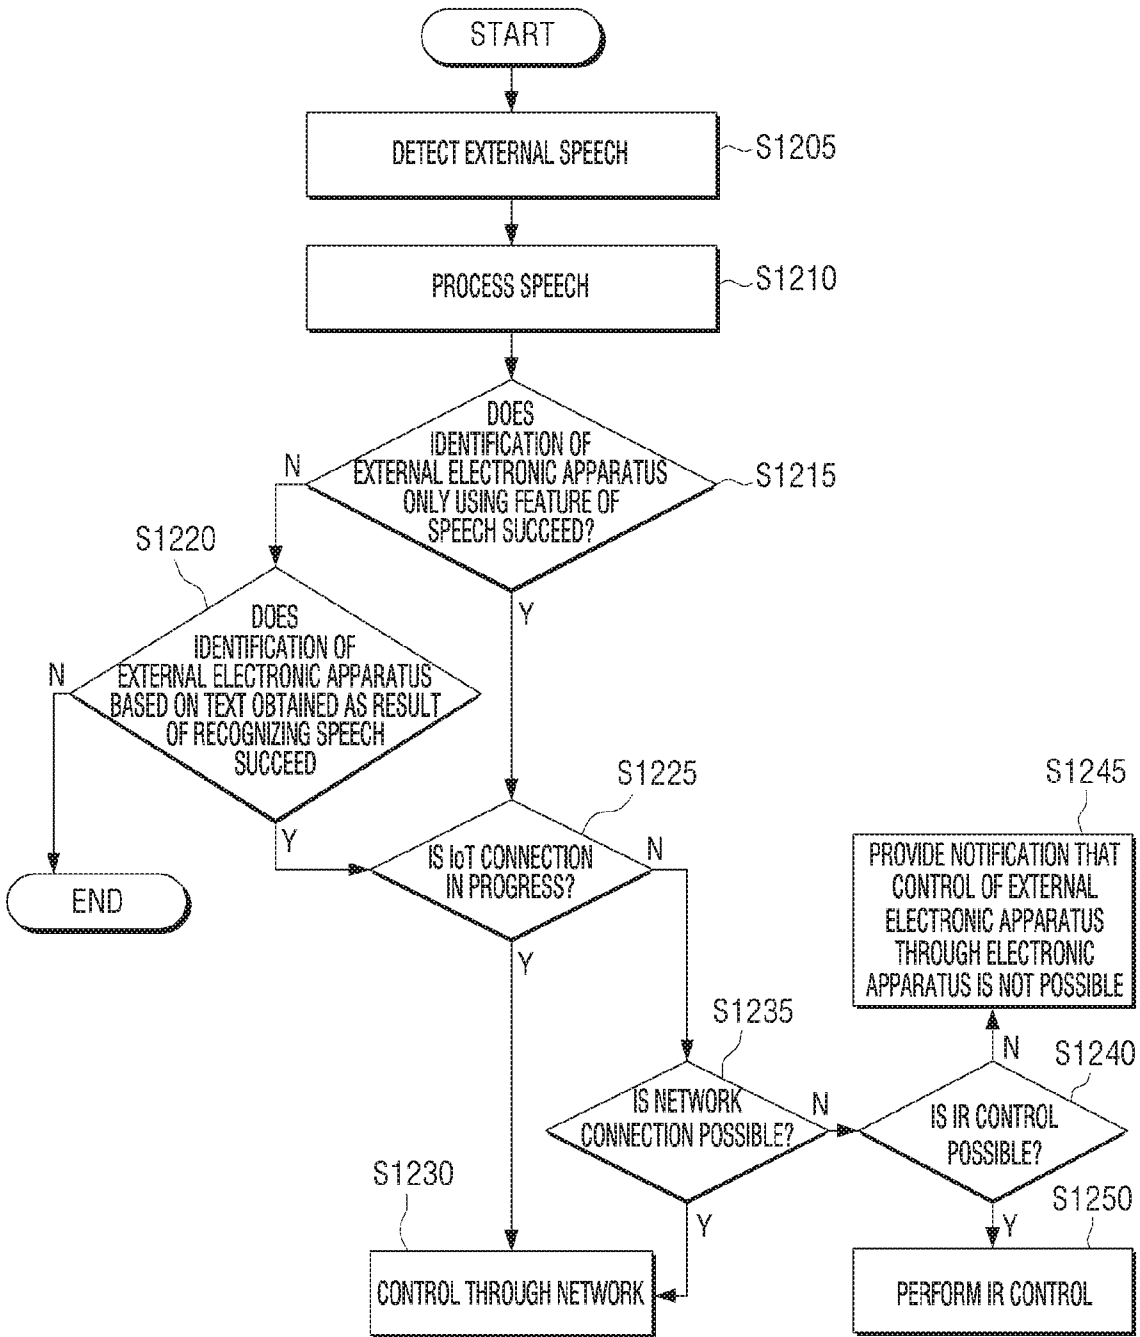 START
DETECT EXTERNAL SPEECH
S1205
PROCESS SPEECH
S1210
DOES
IDENTIFICATION OF
EXTERNAL ELECTRONIC APPARATUS
ONLY USING FEATURE OF
SPEECH SUCCEED?
S1215
N
Y
S1220
DOES
IDENTIFICATION OF
EXTERNAL ELECTRONIC APPARATUS
BASED ON TEXT OBTAINED AS RESULT
OF RECOGNIZING SPEECH
SUCCEED
N
Y
END
S1225
IS IoT CONNECTION
IN PROGRESS?
N
Y
S1235
IS NETWORK
CONNECTION POSSIBLE?
N
Y
S1230
CONTROL THROUGH NETWORK
S1245
PROVIDE NOTIFICATION THAT
CONTROL OF EXTERNAL
ELECTRONIC APPARATUS
THROUGH ELECTRONIC
APPARATUS IS NOT POSSIBLE
N
S1240
IS IR CONTROL
POSSIBLE?
Y
S1250
PERFORM IR CONTROL